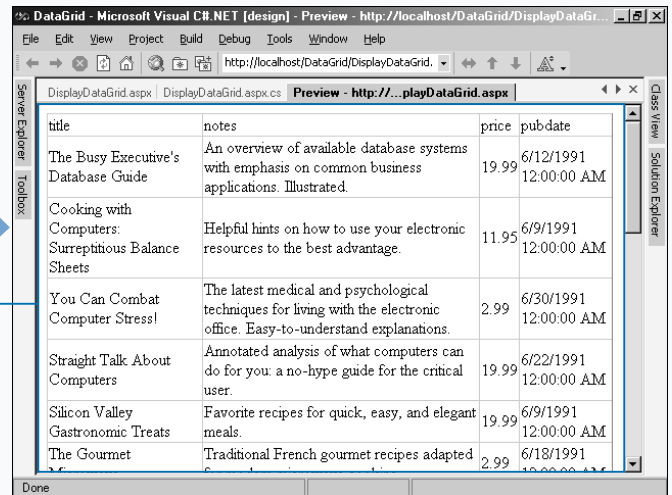 DataGrid - Microsoft Visual C#.NET [design] - Preview - http://localhost/DataGrid/DisplayDataGr...
File Edit View Project Build Debug Tools Window Help
http://localhost/DataGrid/DisplayDataGrid.
DisplayDataGrid.aspx DisplayDataGrid.aspx.cs Preview - http://...playDataGrid.aspx
Server Explorer
Toolbox
Class View
Solution Explorer
title notes price pubdate
The Busy Executive's
Database Guide
An overview of available database systems
with emphasis on common business
applications. Illustrated.
19.99
6/12/1991
12:00:00 AM
Cooking with
Computers:
Surreptitious Balance
Sheets
Helpful hints on how to use your electronic
resources to the best advantage.
11.95
6/9/1991
12:00:00 AM
You Can Combat
Computer Stress!
The latest medical and psychological
techniques for living with the electronic
office. Easy-to-understand explanations.
2.99
6/30/1991
12:00:00 AM
Straight Talk About
Computers
Annotated analysis of what computers can
do for you: a no-hype guide for the critical
user.
19.99
6/22/1991
12:00:00 AM
Silicon Valley
Gastronomic Treats
Favorite recipes for quick, easy, and elegant
meals.
19.99
6/9/1991
12:00:00 AM
The Gourmet
Traditional French gourmet recipes adapted
2.99
6/18/1991
Done